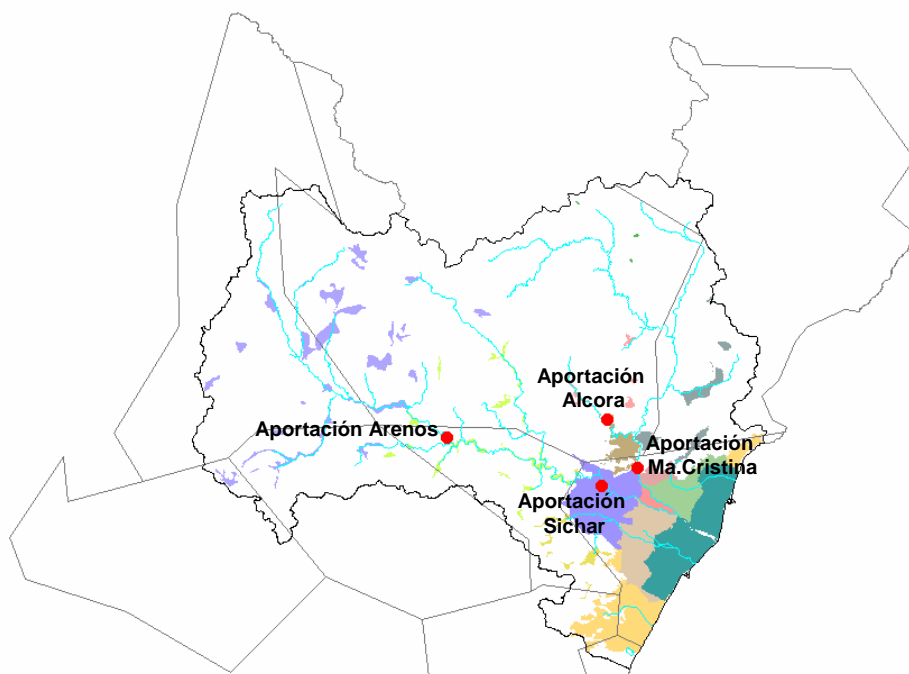 Aportación
Alcora
Aportación Arenos
Aportación
Ma.Cristina
Aportación
Sichar